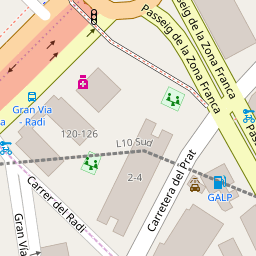 Passeig de la Zona Franca
Passeig de la Zona Franca
Gran Via
- Radi
120-126
L10 Sud
2-4
Carrer del Radi
Carretera del Prat
GALP
Gran Via